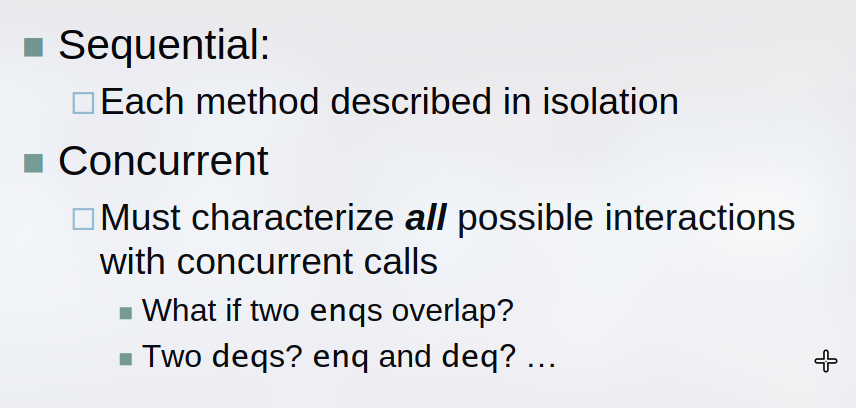 Sequential:
Each method described in isolation
Concurrent
Must characterize all possible interactions
with concurrent calls
What if two enqs overlap?
Two deqs? enq and deq? …